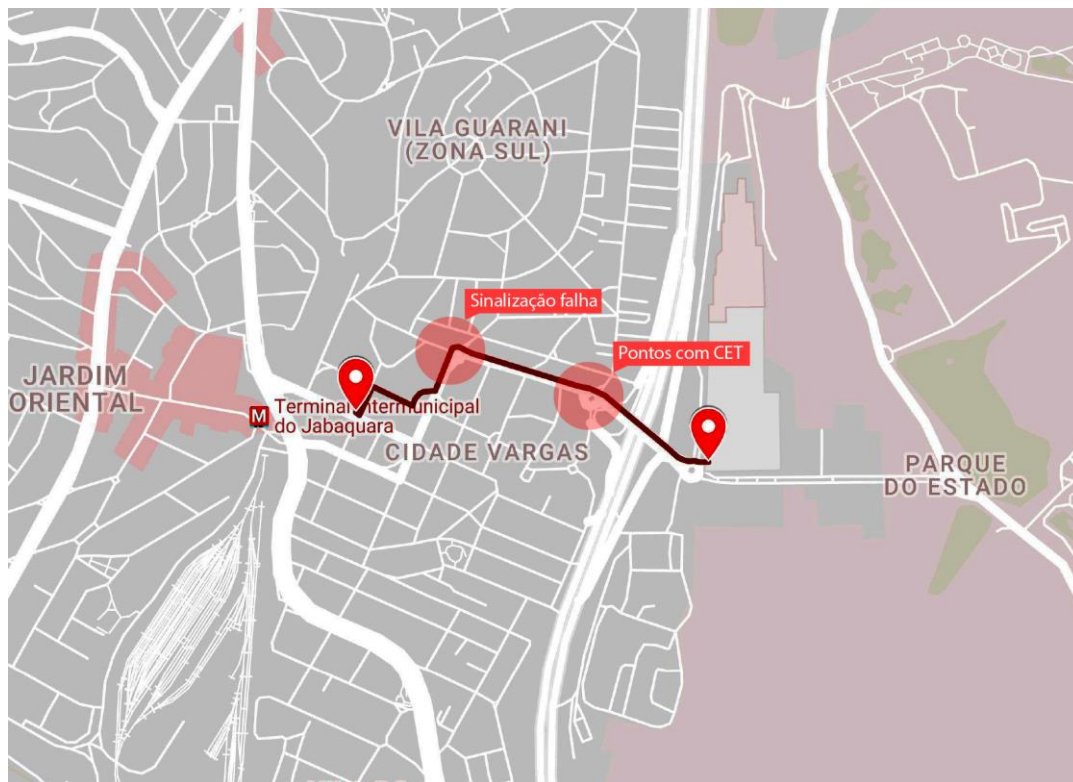 VILA GUARANI
(ZONA SUL)
Sinalização falha
Pontos com CET
JARDIM
ORIENTAL
M
Terminal Intermunicipal
do Jabaquara
CIDADE VARGAS
PARQUE
DO ESTADO